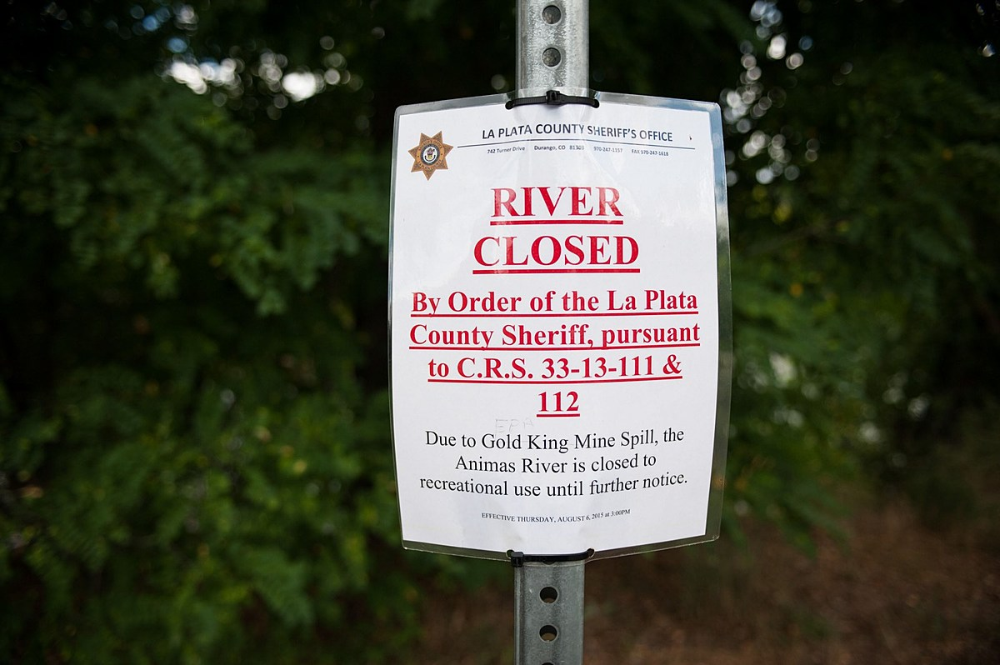 LA PLATA COUNTY SHERIFF'S OFFICE
742 Turner Drive Durango, CO 81303 970-247-1157 FAX 970-247-1618
RIVER
CLOSED
By Order of the La Plata
County Sheriff, pursuant
to C.R.S. 33-13-111 &
112
EPA
Due to Gold King Mine Spill, the
Animas River is closed to
recreational use until further notice.
EFFECTIVE THURSDAY, AUGUST 6, 2015 at 3:00PM